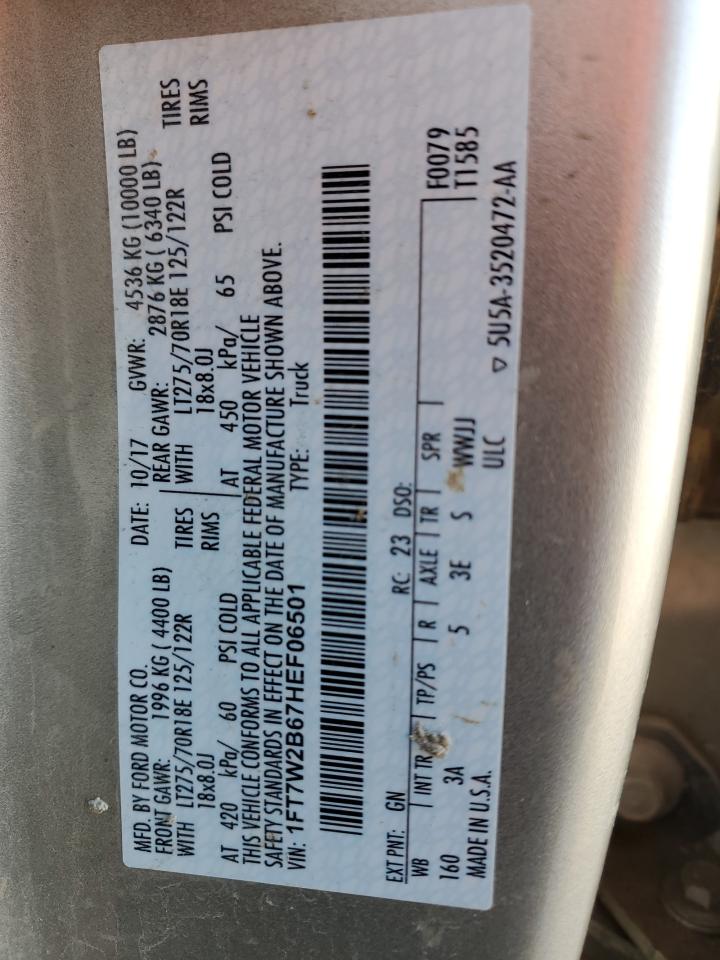 MFD. BY FORD MOTOR CO. DATE: 10/17 GVWR: 4536 KG (10000 LB)
FRONT GAWR: 1996 KG ( 4400 LB) REAR GAWR: 2876 KG ( 6340 LB)
WITH LT275/70R18E 125/122R TIRES WITH LT275/70R18E 125/122R TIRES
18x8.0J RIMS 18x8.0J RIMS
AT 420 kPa/ 60 PSI COLD AT 450 kPa/ 65 PSI COLD
THIS VEHICLE CONFORMS TO ALL APPLICABLE FEDERAL MOTOR VEHICLE
SAFETY STANDARDS IN EFFECT ON THE DATE OF MANUFACTURE SHOWN ABOVE.
VIN: 1FT7W2B67HEF06501 TYPE: Truck
EXT PNT: GN RC: 23 DSO:
WB INT TR TP/PS R AXLE TR SPR F0079
160 3A 5 3E S WWJJ T1585
MADE IN U.S.A. ULC
▽ 5U5A-3520472-AA